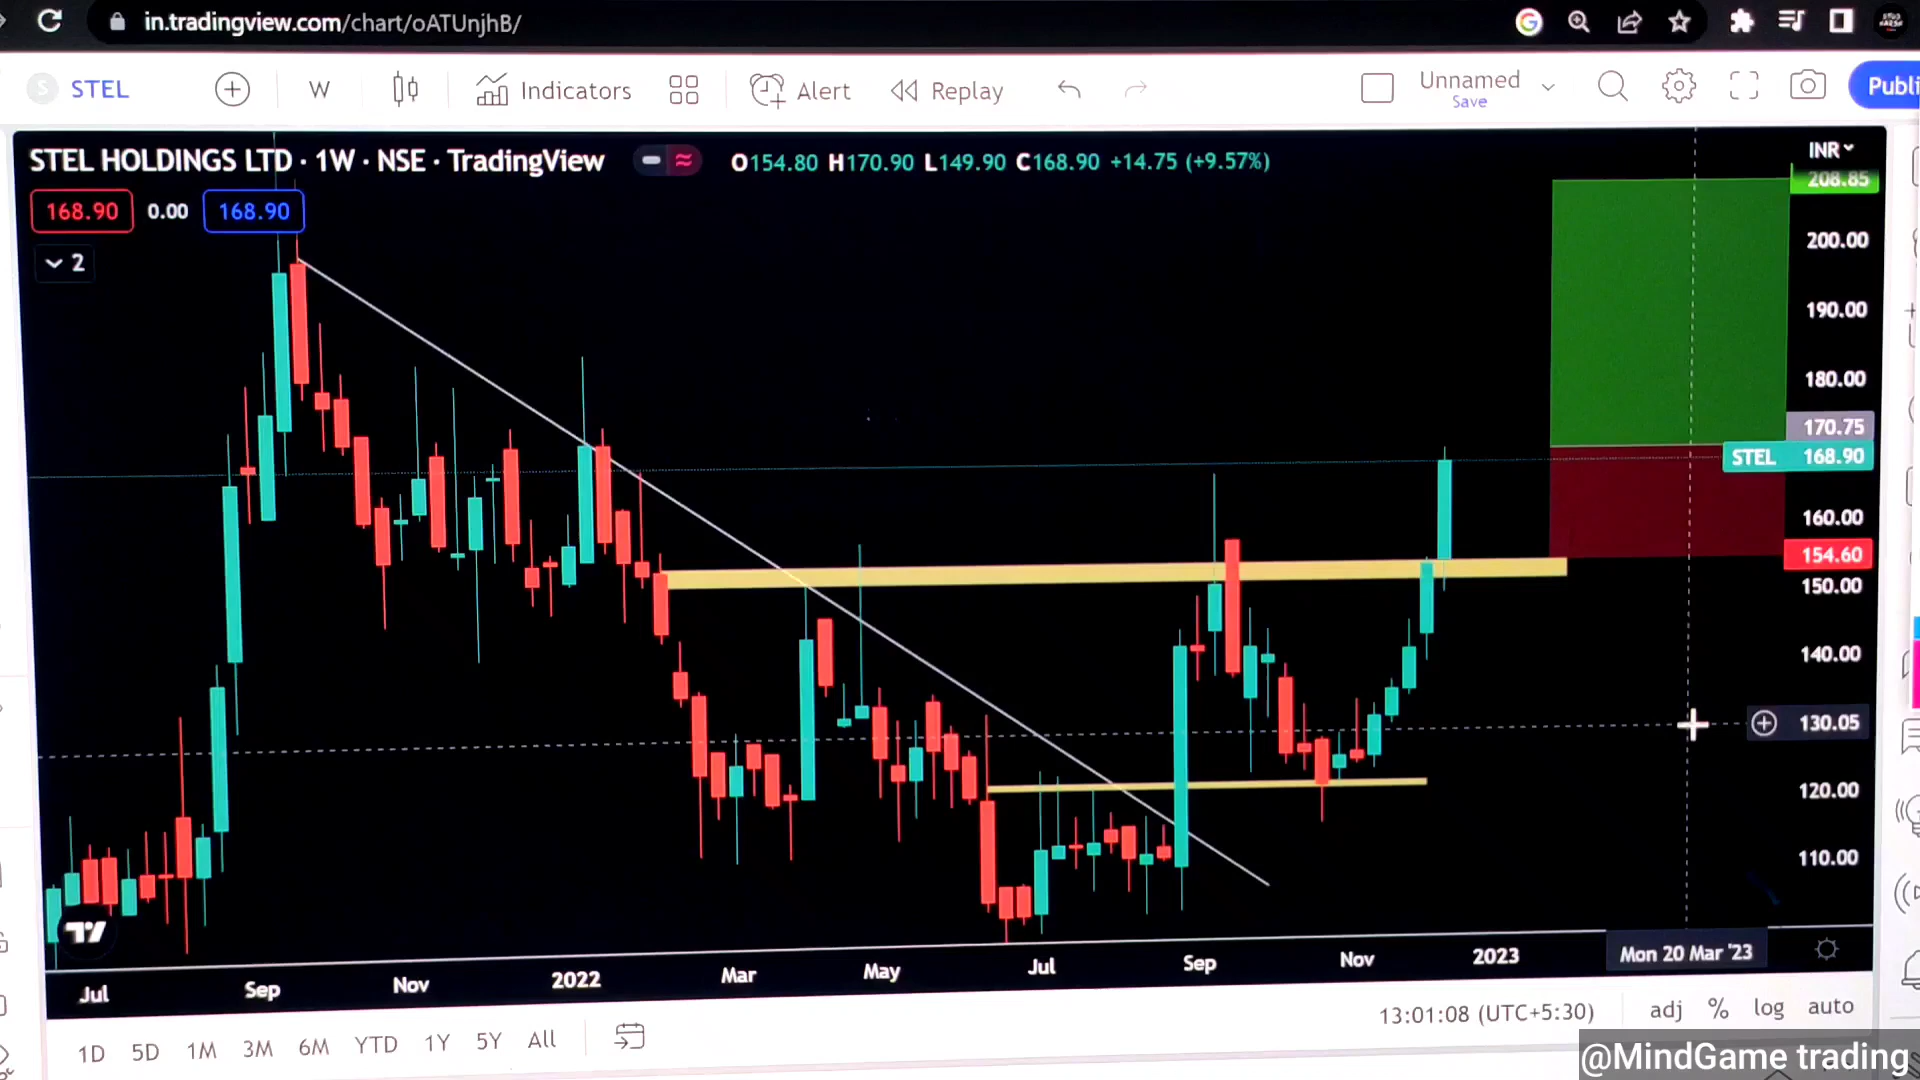 in.tradingview.com/chart/oATUnjhB/
S STEL W Indicators Alert Replay Unnamed
Save
Publi
STEL HOLDINGS LTD · 1W · NSE · TradingView O154.80 H170.90 L149.90 C168.90 +14.75 (+9.57%)
INR
208.85
168.90 0.00 168.90
2
200.00
190.00
180.00
170.75
STEL 168.90
160.00
154.60
150.00
140.00
130.05
120.00
110.00
Jul Sep Nov 2022 Mar May Jul Sep Nov 2023 Mon 20 Mar '23
1D 5D 1M 3M 6M YTD 1Y 5Y All 13:01:08 (UTC+5:30) adj % log auto
@MindGame trading